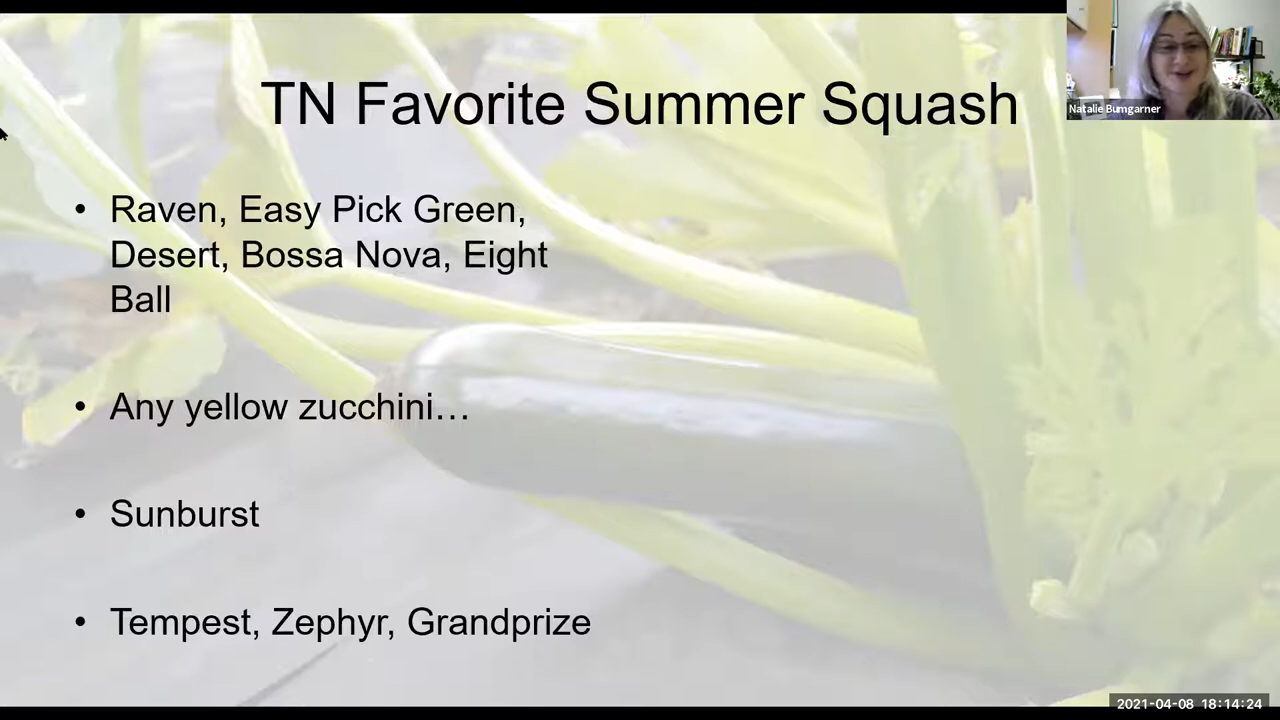 TN Favorite Summer Squash
Natalie Bumgarner
• Raven, Easy Pick Green,
Desert, Bossa Nova, Eight
Ball
• Any yellow zucchini…
• Sunburst
• Tempest, Zephyr, Grandprize
2021-04-08 18:14:24